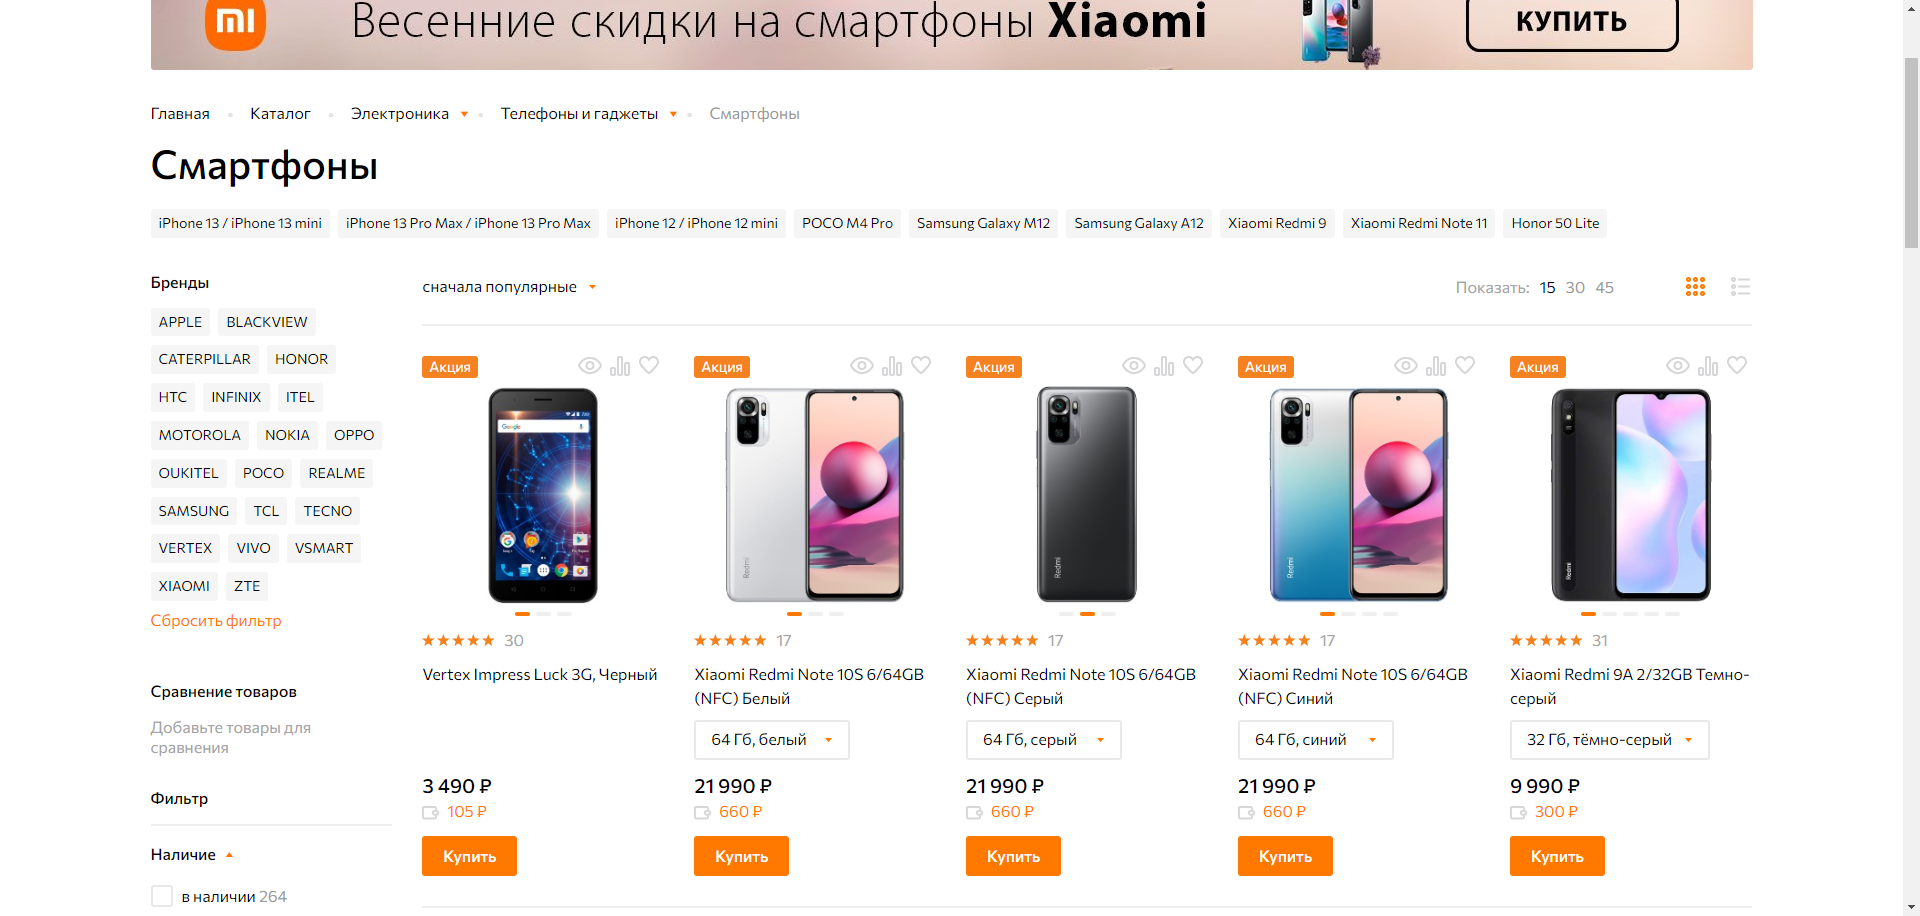 mi
Весенние скидки на смартфоны Xiaomi
КУПИТЬ
Главная
Каталог
Электроника
Телефоны и гаджеты
Смартфоны
Смартфоны
iPhone 13 / iPhone 13 mini
iPhone 13 Pro Max / iPhone 13 Pro Max
iPhone 12 / iPhone 12 mini
POCO M4 Pro
Samsung Galaxy M12
Samsung Galaxy A12
Xiaomi Redmi 9
Xiaomi Redmi Note 11
Honor 50 Lite
Бренды
APPLE
BLACKVIEW
CATERPILLAR
HONOR
HTC
INFINIX
ITEL
MOTOROLA
NOKIA
OPPO
OUKITEL
POCO
REALME
SAMSUNG
TCL
TECNO
VERTEX
VIVO
VSMART
XIAOMI
ZTE
Сбросить фильтр
Сравнение товаров
Добавьте товары для
сравнения
Фильтр
Наличие
в наличии 264
сначала популярные
Показать: 15 30 45
Акция
Google
30
Vertex Impress Luck 3G, Черный
3 490 ₽
105 ₽
Купить
Акция
Redmi
17
Xiaomi Redmi Note 10S 6/64GB
(NFC) Белый
64 Гб, белый
21 990 ₽
660 ₽
Купить
Акция
Redmi
17
Xiaomi Redmi Note 10S 6/64GB
(NFC) Серый
64 Гб, серый
21 990 ₽
660 ₽
Купить
Акция
Redmi
17
Xiaomi Redmi Note 10S 6/64GB
(NFC) Синий
64 Гб, синий
21 990 ₽
660 ₽
Купить
Акция
Redmi
31
Xiaomi Redmi 9A 2/32GB Темно-
серый
32 Гб, тёмно-серый
9 990 ₽
300 ₽
Купить